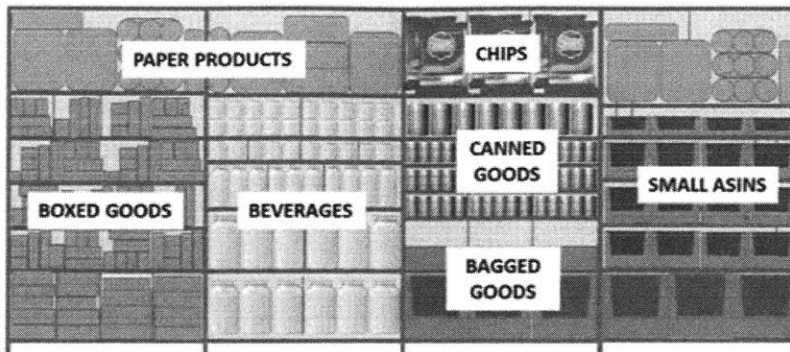 PAPER PRODUCTS
CHIPS
CANNED
GOODS
SMALL ASINS
BOXED GOODS
BEVERAGES
BAGGED
GOODS